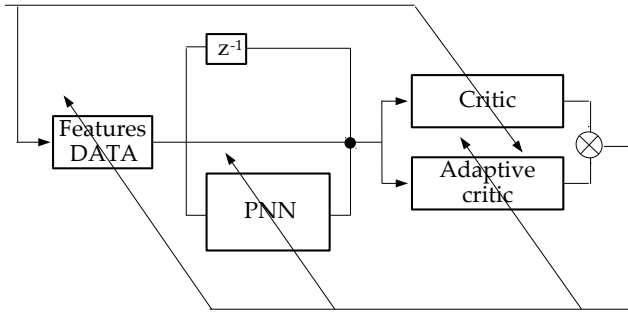 z-1
Features
DATA
PNN
Critic
Adaptive
critic